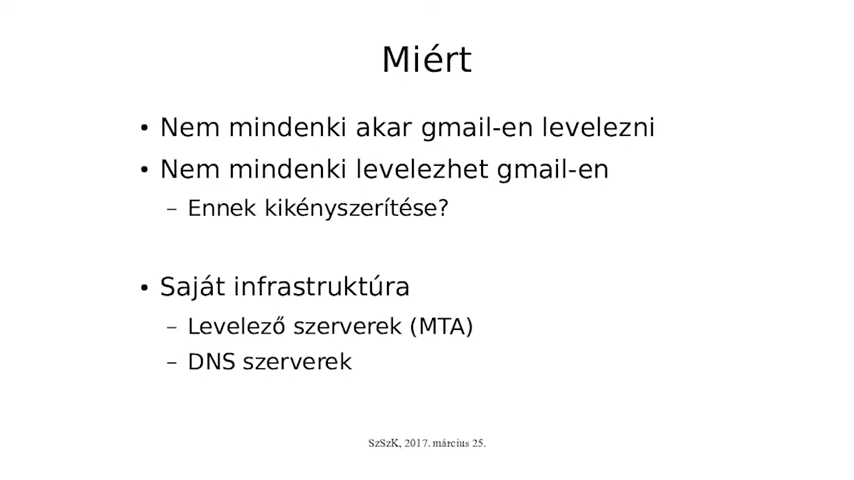 Miért
• Nem mindenki akar gmail-en levelezni
• Nem mindenki levelezhet gmail-en
– Ennek kikényszerítése?
• Saját infrastruktúra
– Levelező szerverek (MTA)
– DNS szerverek
SzSzK, 2017. március 25.